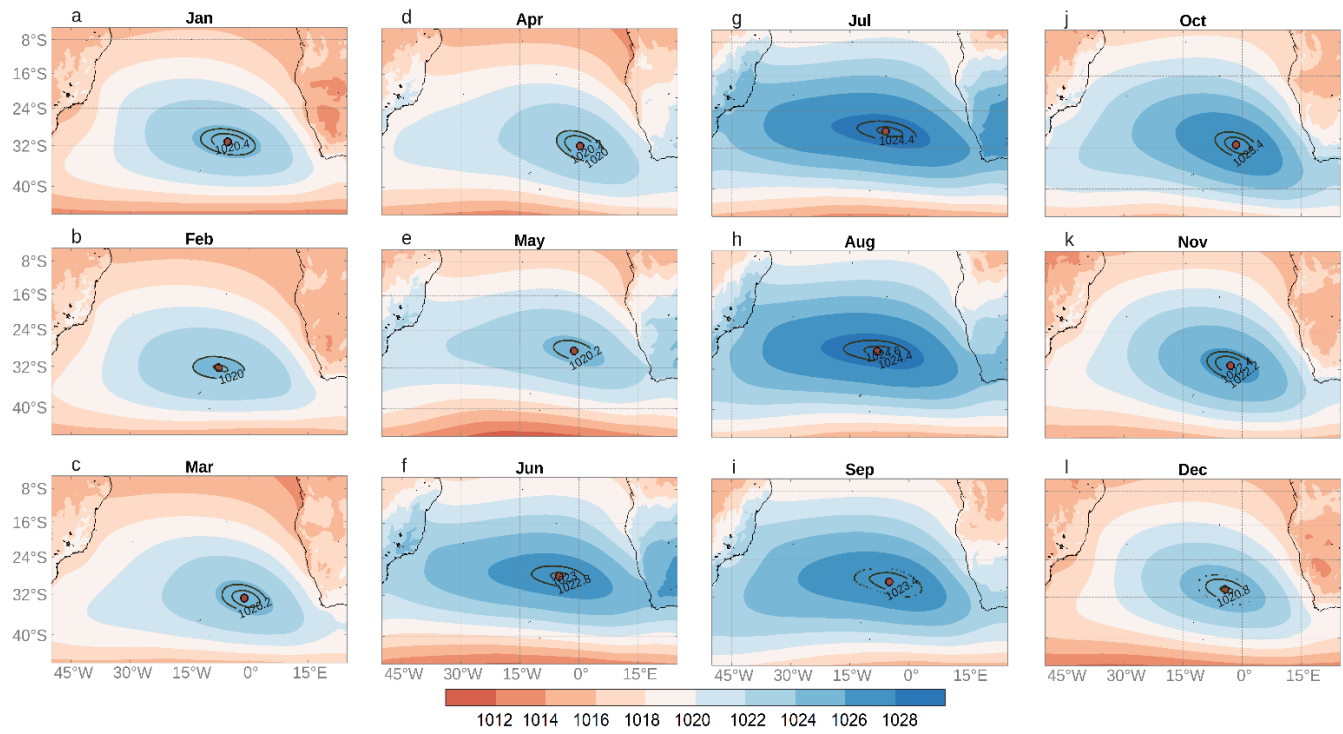 a Jan
d Apr
g Jul
j Oct
8°S
16°S
24°S
32°S
40°S
1020.4
1020
1024.4
b Feb
e May
h Aug
k Nov
8°S
16°S
24°S
32°S
40°S
1020
1020.2
1024.4
1022.2
c Mar
f Jun
i Sep
l Dec
8°S
16°S
24°S
32°S
40°S
1020.2
1022.8
1023.4
1020.8
45°W 30°W 15°W 0° 15°E
45°W 30°W 15°W 0° 15°E
45°W 30°W 15°W 0° 15°E
45°W 30°W 15°W 0° 15°E
1012 1014 1016 1018 1020 1022 1024 1026 1028